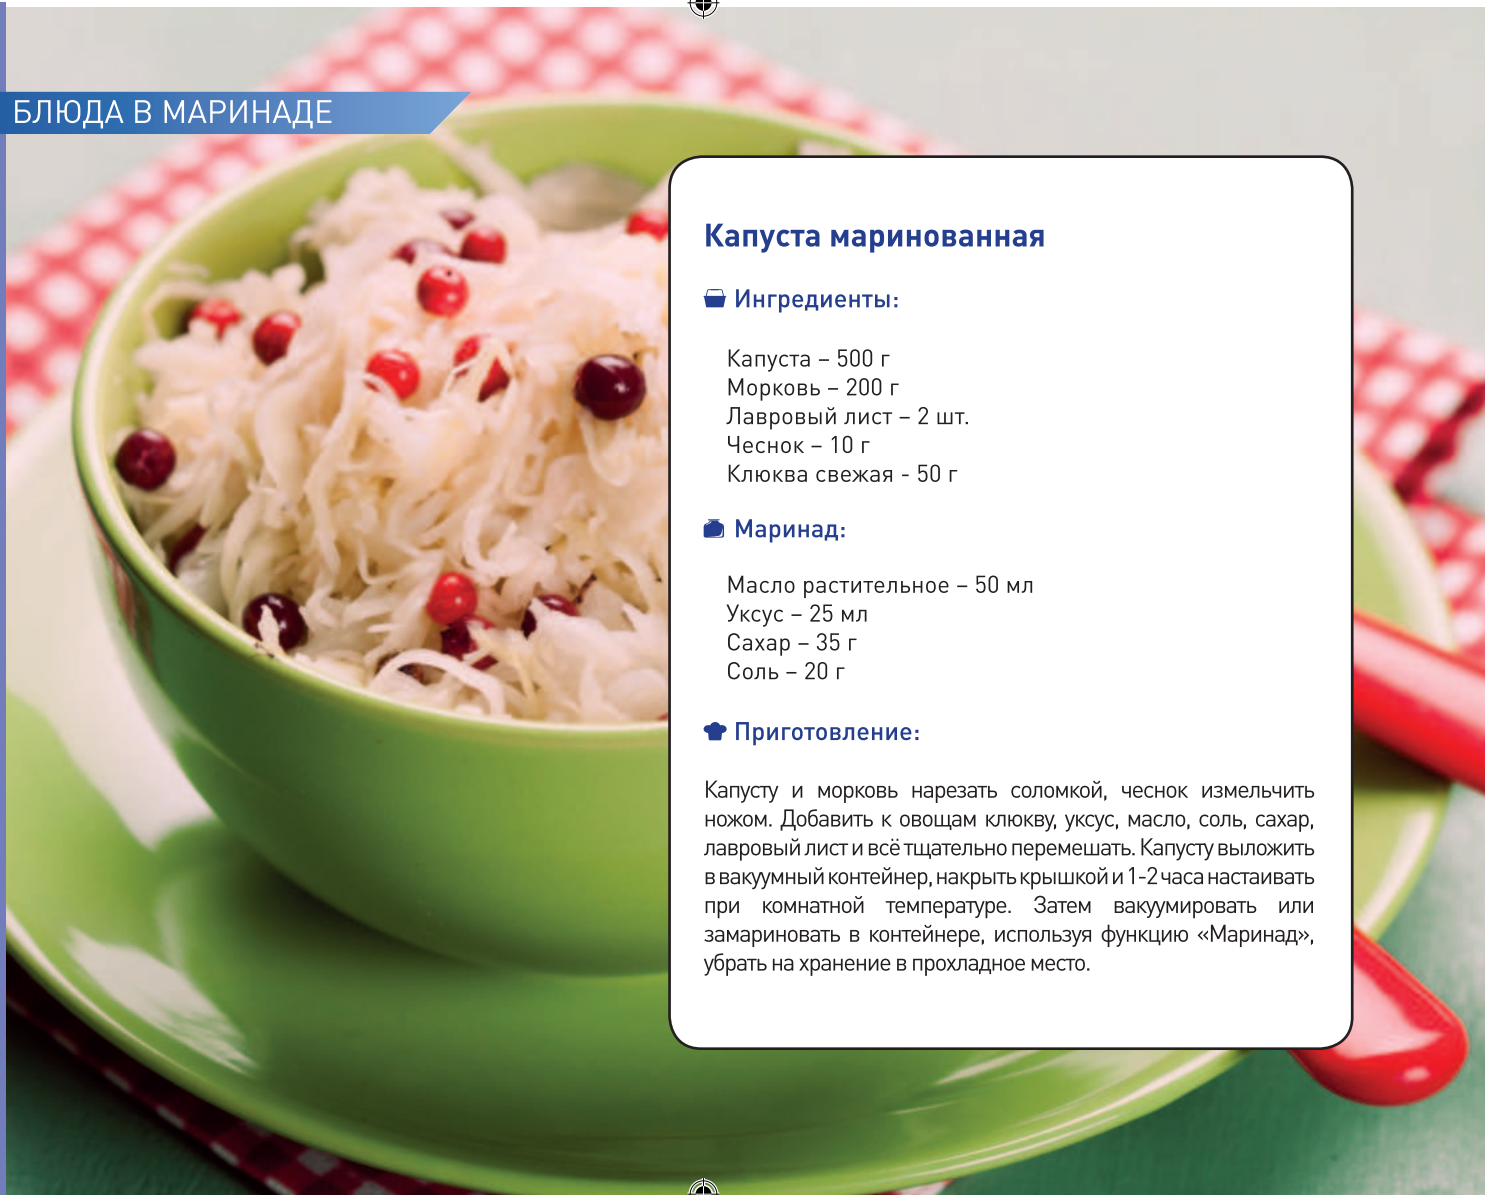 БЛЮДА В МАРИНАДЕ
Капуста маринованная
Ингредиенты:
Капуста – 500 г
Морковь – 200 г
Лавровый лист – 2 шт.
Чеснок – 10 г
Клюква свежая - 50 г
Маринад:
Масло растительное – 50 мл
Уксус – 25 мл
Сахар – 35 г
Соль – 20 г
Приготовление:
Капусту и морковь нарезать соломкой, чеснок измельчить
ножом. Добавить к овощам клюкву, уксус, масло, соль, сахар,
лавровый лист и всё тщательно перемешать. Капусту выложить
в вакуумный контейнер, накрыть крышкой и 1-2 часа настаивать
при комнатной температуре. Затем вакуумировать или
замариновать в контейнере, используя функцию «Маринад»,
убрать на хранение в прохладное место.